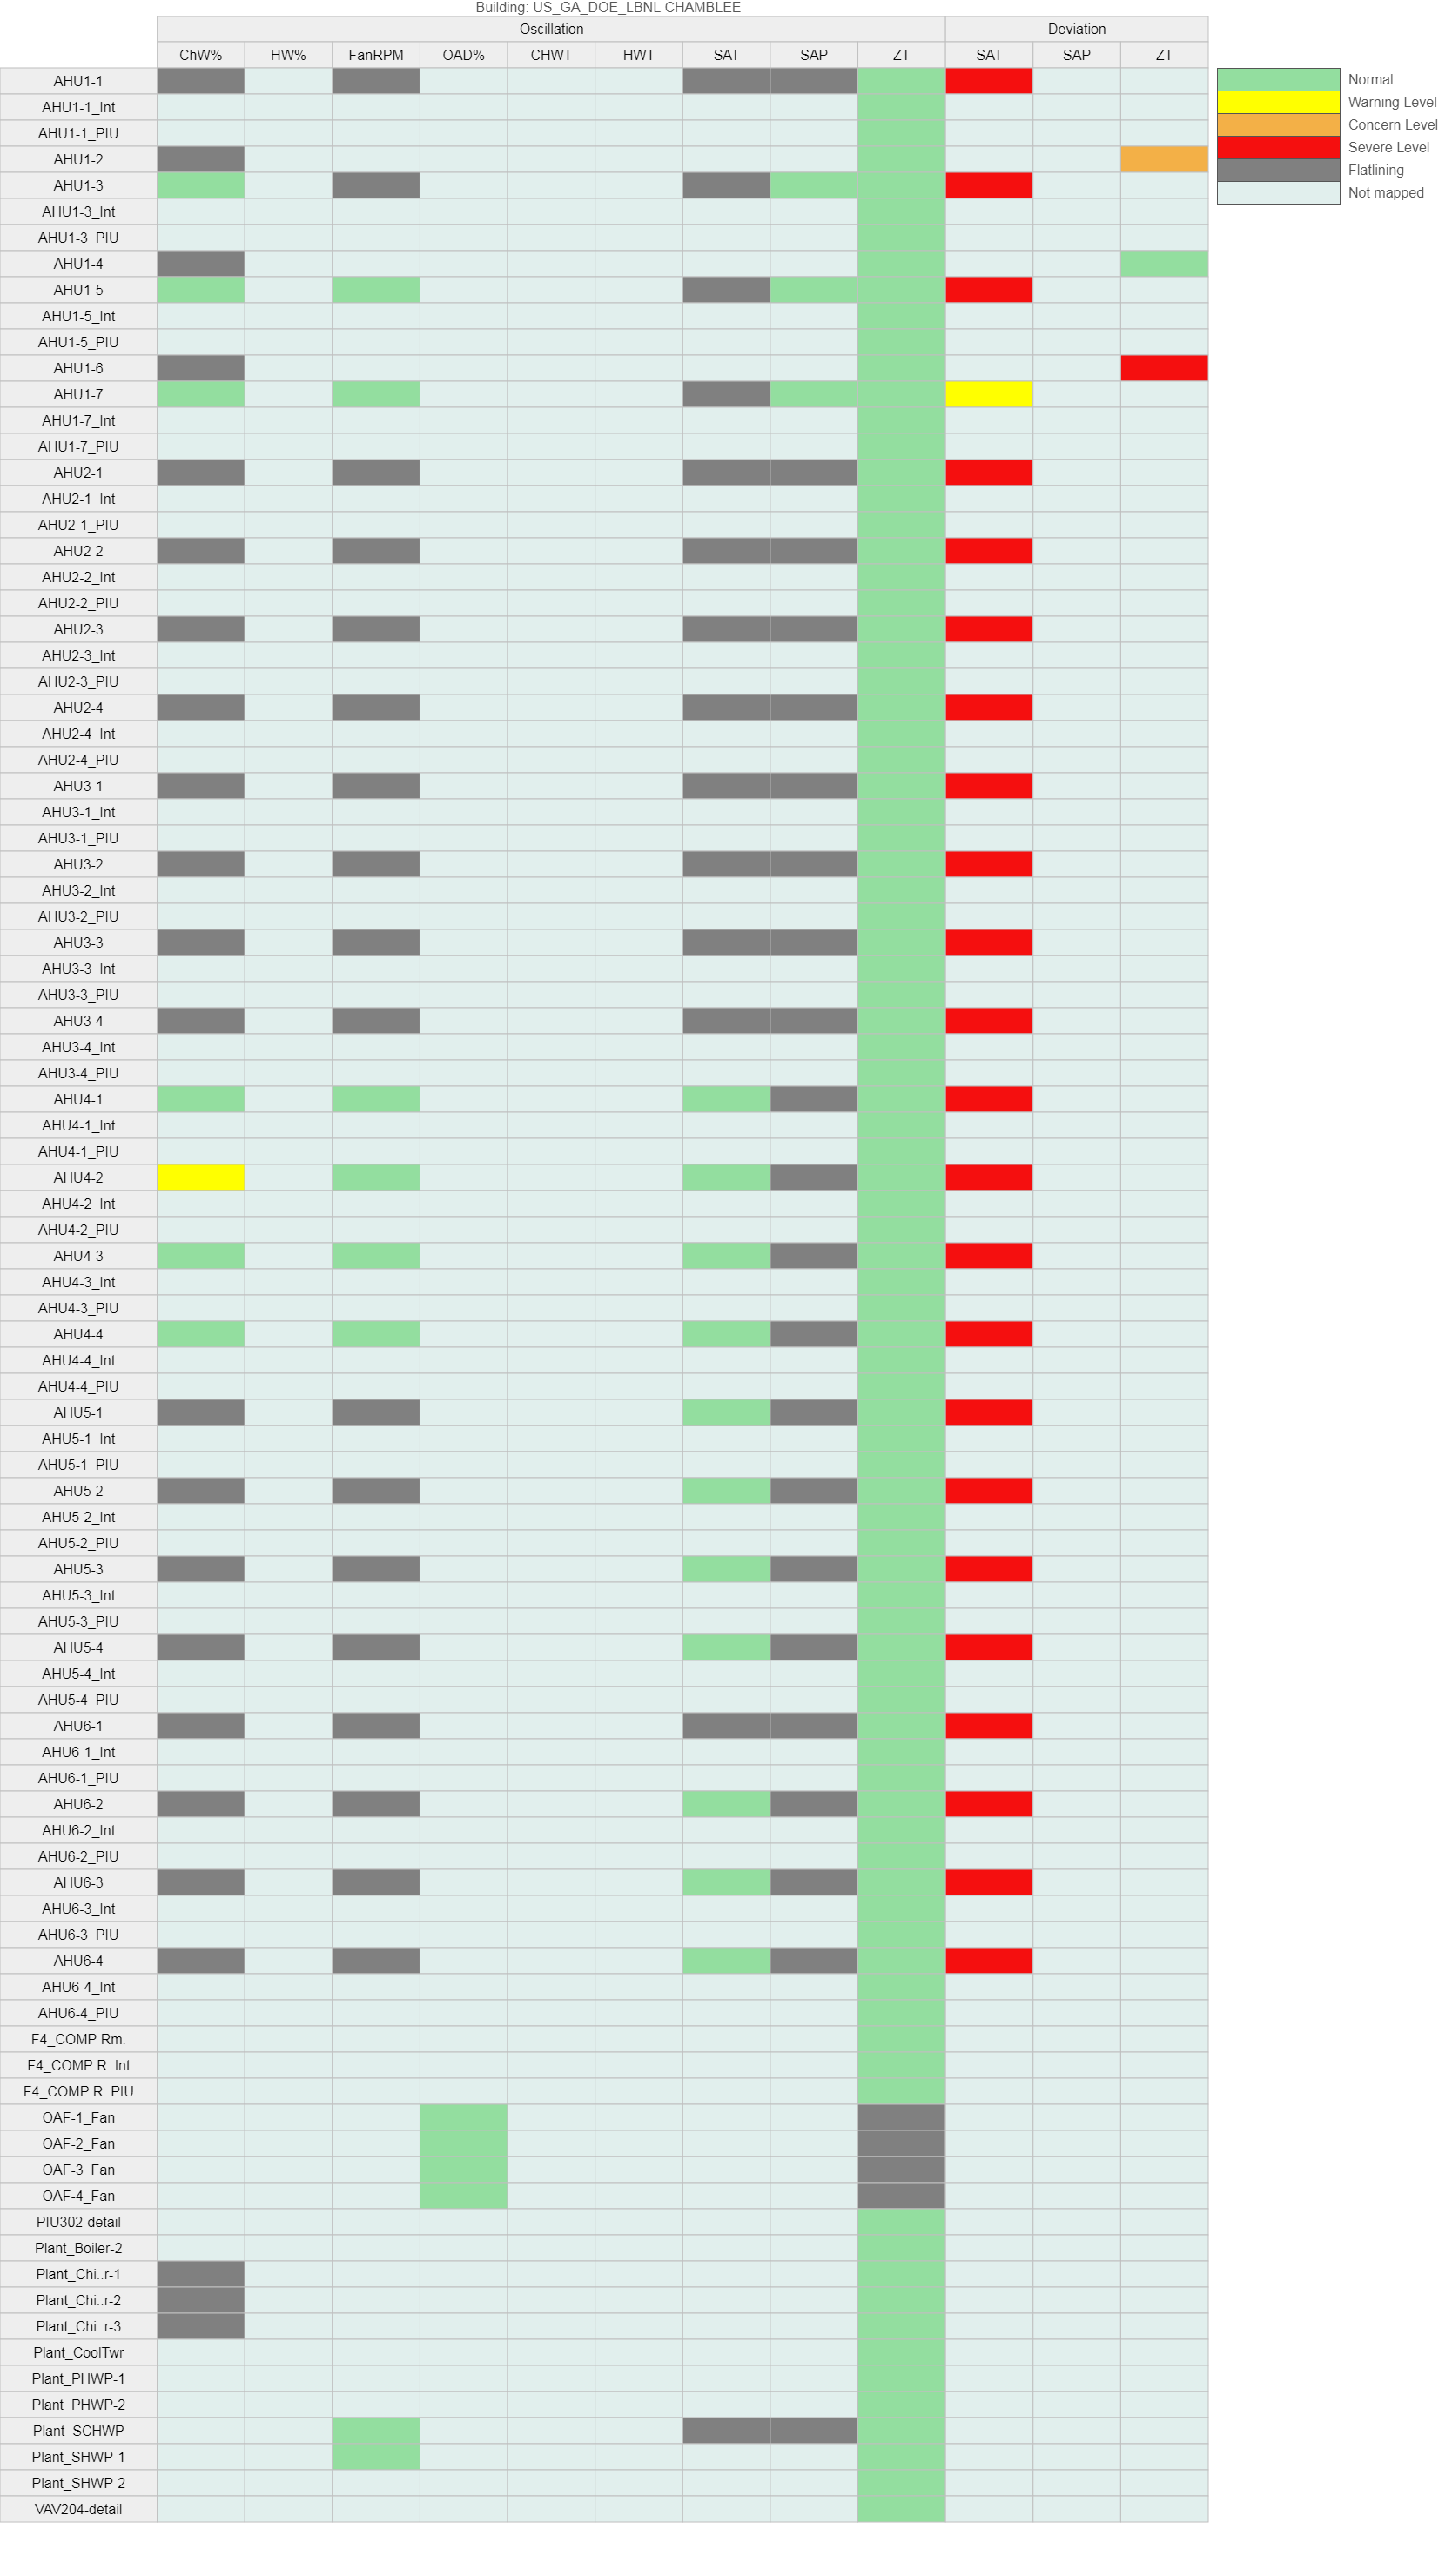 Building: US_GA_DOE_LBNL CHAMBLEE
Oscillation Deviation
ChW% HW% FanRPM OAD% CHWT HWT SAT SAP ZT SAT SAP ZT
AHU1-1 Normal
AHU1-1_Int Warning Level
AHU1-1_PIU Concern Level
AHU1-2 Severe Level
AHU1-3 Flatlining
AHU1-3_Int Not mapped
AHU1-3_PIU
AHU1-4
AHU1-5
AHU1-5_Int
AHU1-5_PIU
AHU1-6
AHU1-7
AHU1-7_Int
AHU1-7_PIU
AHU2-1
AHU2-1_Int
AHU2-1_PIU
AHU2-2
AHU2-2_Int
AHU2-2_PIU
AHU2-3
AHU2-3_Int
AHU2-3_PIU
AHU2-4
AHU2-4_Int
AHU2-4_PIU
AHU3-1
AHU3-1_Int
AHU3-1_PIU
AHU3-2
AHU3-2_Int
AHU3-2_PIU
AHU3-3
AHU3-3_Int
AHU3-3_PIU
AHU3-4
AHU3-4_Int
AHU3-4_PIU
AHU4-1
AHU4-1_Int
AHU4-1_PIU
AHU4-2
AHU4-2_Int
AHU4-2_PIU
AHU4-3
AHU4-3_Int
AHU4-3_PIU
AHU4-4
AHU4-4_Int
AHU4-4_PIU
AHU5-1
AHU5-1_Int
AHU5-1_PIU
AHU5-2
AHU5-2_Int
AHU5-2_PIU
AHU5-3
AHU5-3_Int
AHU5-3_PIU
AHU5-4
AHU5-4_Int
AHU5-4_PIU
AHU6-1
AHU6-1_Int
AHU6-1_PIU
AHU6-2
AHU6-2_Int
AHU6-2_PIU
AHU6-3
AHU6-3_Int
AHU6-3_PIU
AHU6-4
AHU6-4_Int
AHU6-4_PIU
F4_COMP Rm.
F4_COMP R..Int
F4_COMP R..PIU
OAF-1_Fan
OAF-2_Fan
OAF-3_Fan
OAF-4_Fan
PIU302-detail
Plant_Boiler-2
Plant_Chi..r-1
Plant_Chi..r-2
Plant_Chi..r-3
Plant_CoolTwr
Plant_PHWP-1
Plant_PHWP-2
Plant_SCHWP
Plant_SHWP-1
Plant_SHWP-2
VAV204-detail